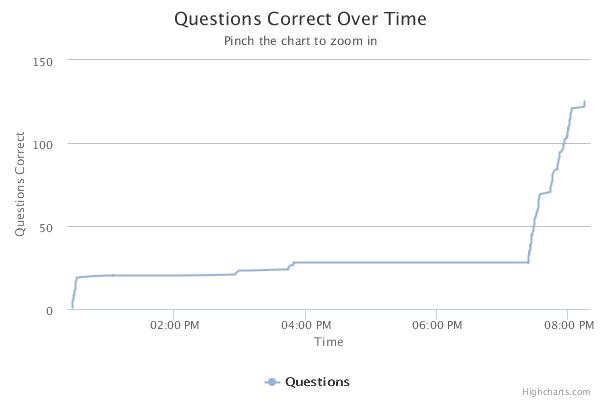 Questions Correct Over Time
Pinch the chart to zoom in
Questions Correct
150
100
50
0
02:00 PM 04:00 PM 06:00 PM 08:00 PM
Time
Questions
Highcharts.com